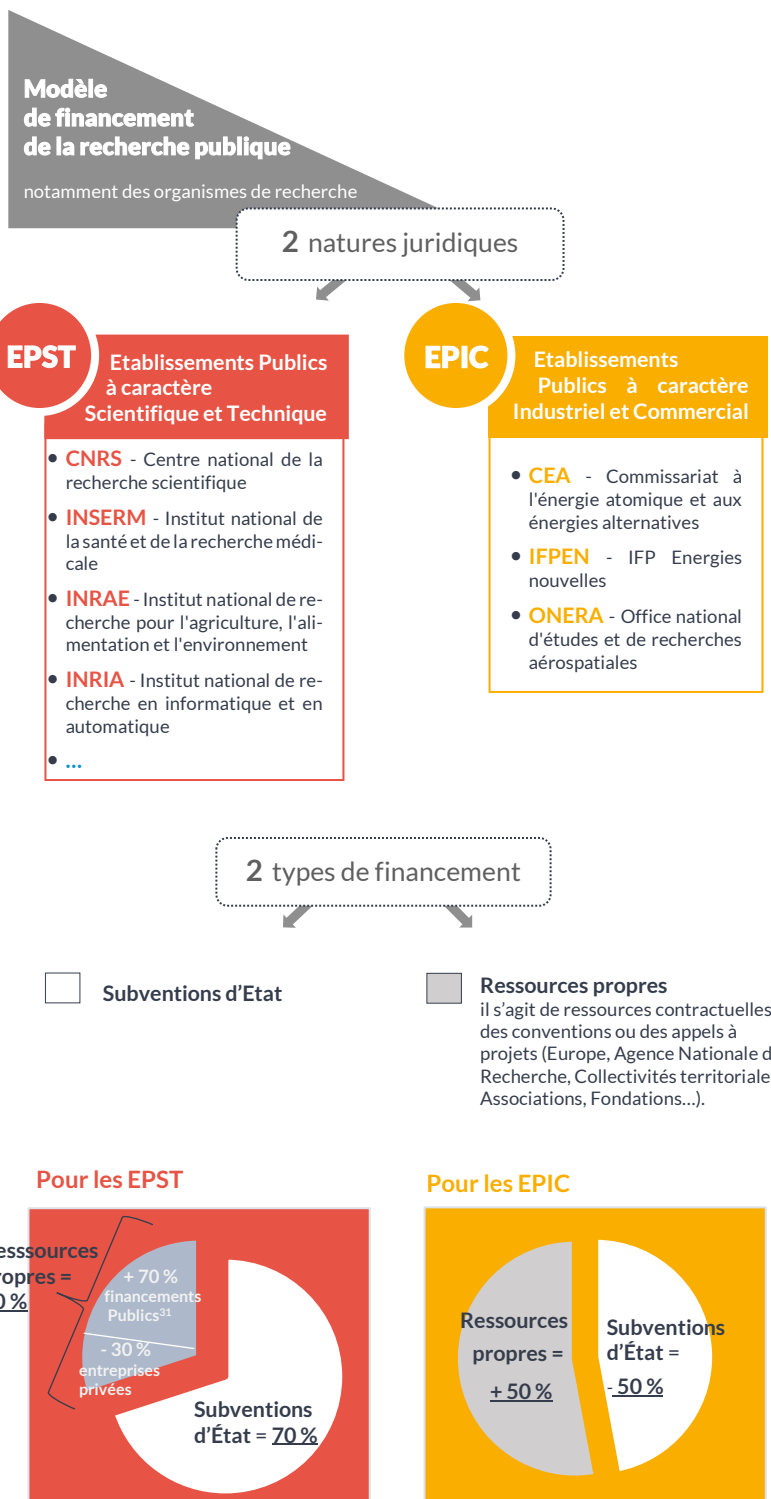 Modèle
de financement
de la recherche publique
notamment des organismes de recherche
2 natures juridiques
EPST
Etablissements Publics
à caractère
Scientifique et Technique
• CNRS - Centre national de la
recherche scientifique
• INSERM - Institut national de
la santé et de la recherche médi-
cale
• INRAE - Institut national de re-
cherche pour l'agriculture, l'ali-
mentation et l'environnement
• INRIA - Institut national de re-
cherche en informatique et en
automatique
• ...
EPIC
Etablissements
Publics à caractère
Industriel et Commercial
• CEA - Commissariat à
l'énergie atomique et aux
énergies alternatives
• IFPEN - IFP Energies
nouvelles
• ONERA - Office national
d'études et de recherches
aérospatiales
2 types de financement
Subventions d’Etat
Ressources propres
il s’agit de ressources contractuelles
des conventions ou des appels à
projets (Europe, Agence Nationale d
Recherche, Collectivités territoriale
Associations, Fondations…).
Pour les EPST
esssources
ropres =
0 %
+ 70 %
financements
Publics³¹
- 30 %
entreprises
privées
Subventions
d’État = 70 %
Pour les EPIC
Ressources
propres =
+ 50 %
Subventions
d’État =
- 50 %